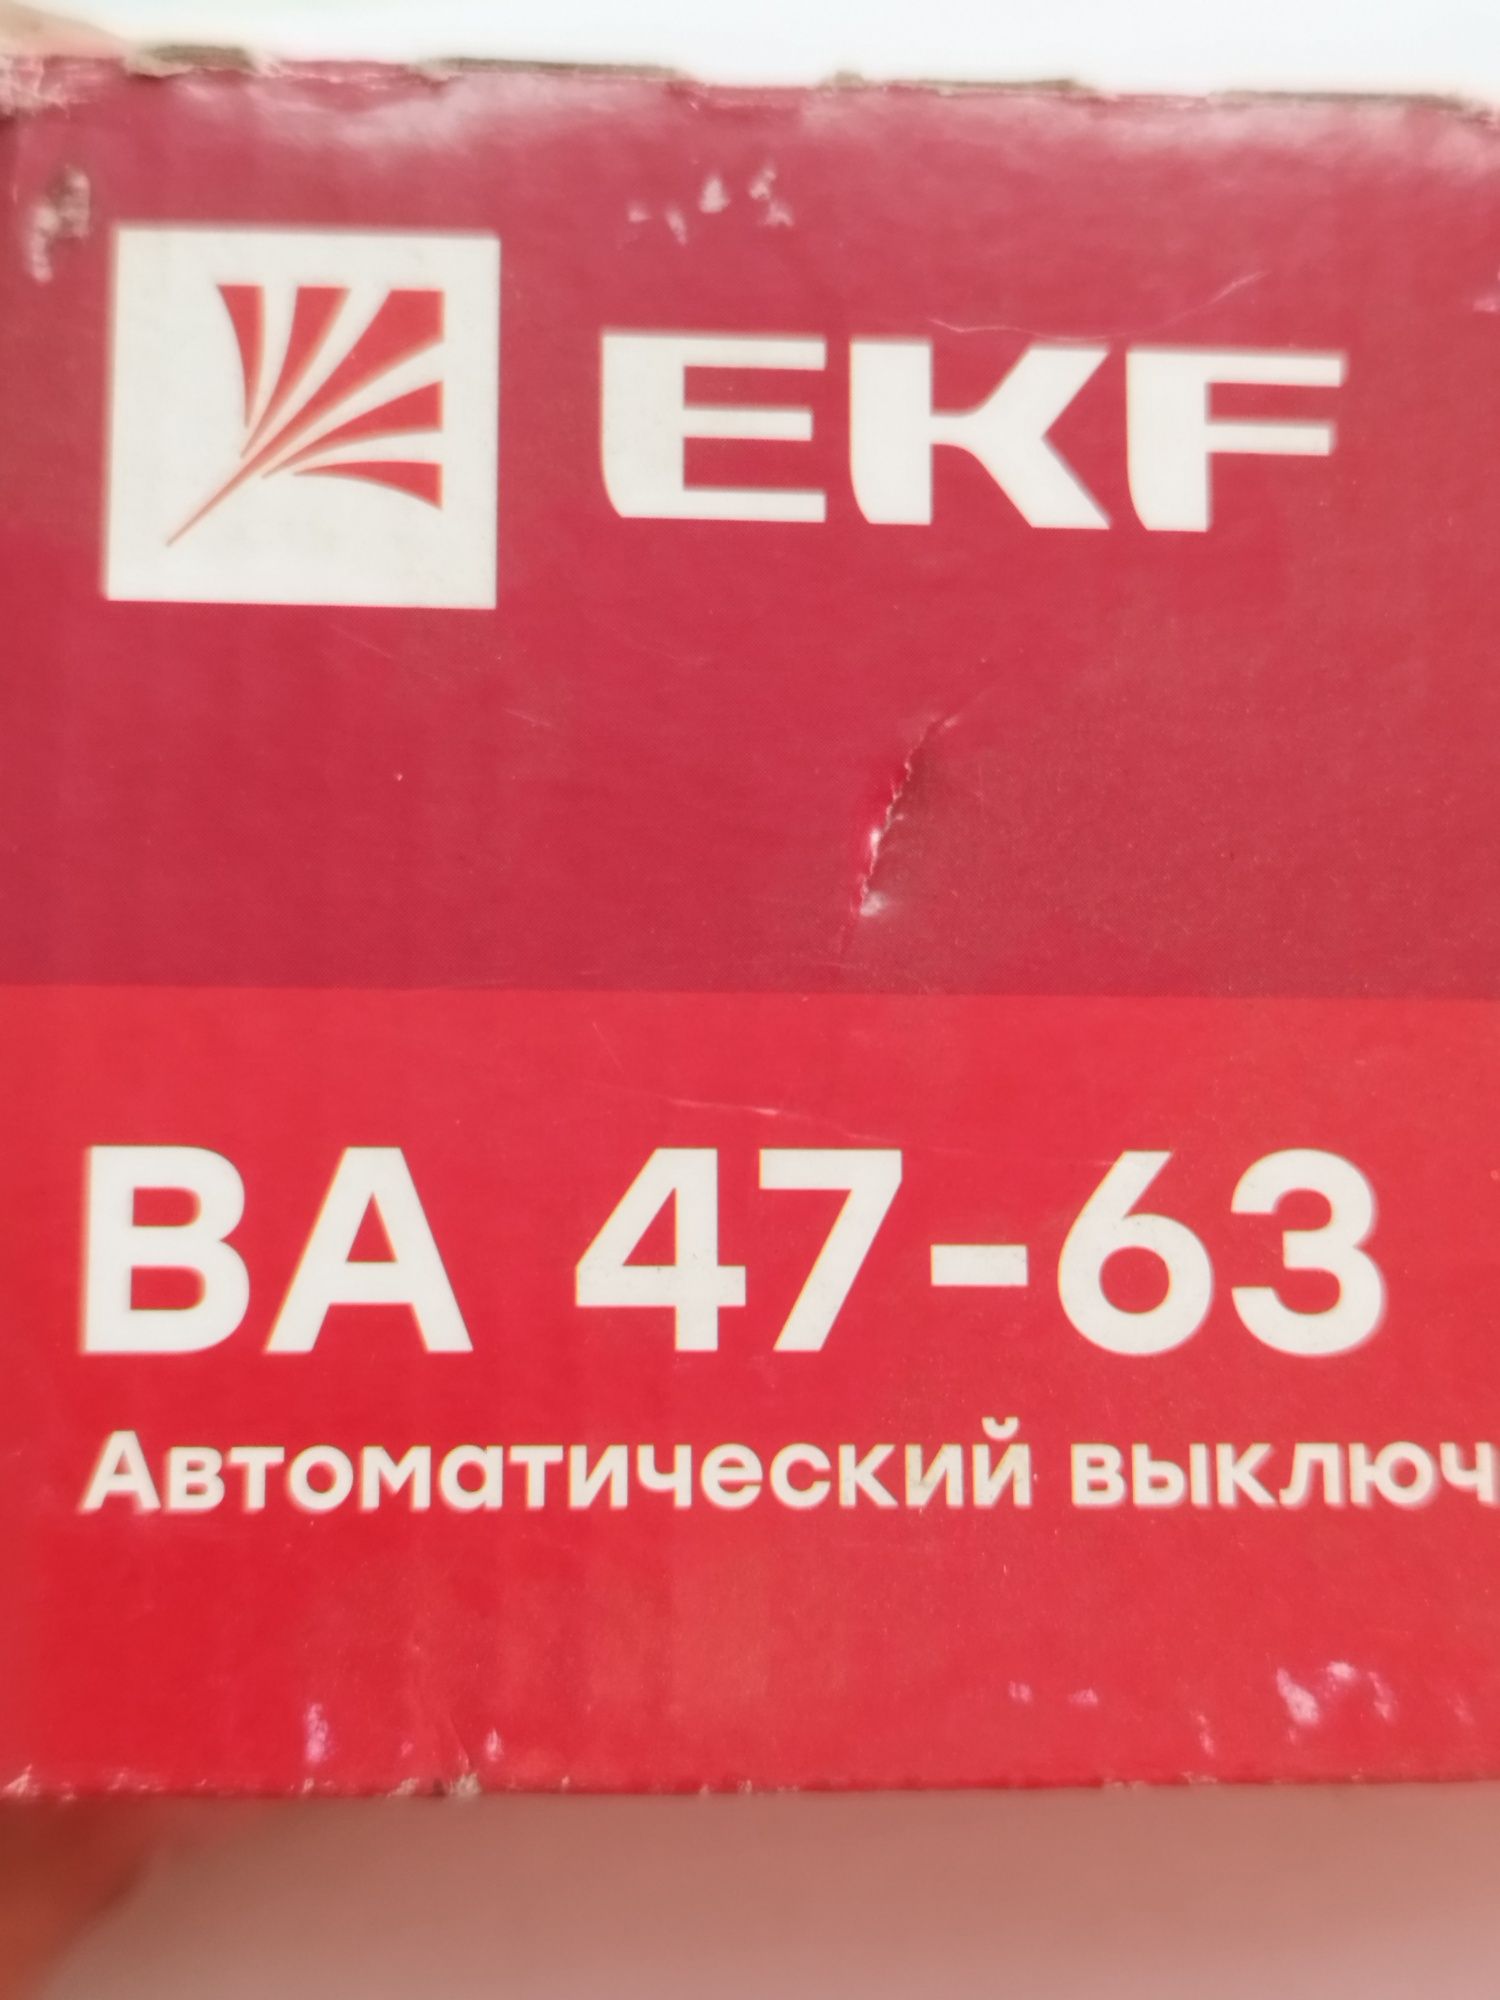 EKF
ВА 47-63
Автоматический выключ